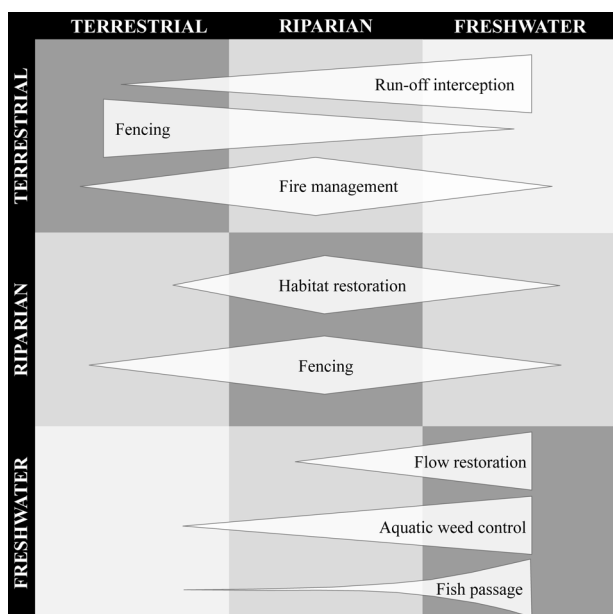 TERRESTRIAL RIPARIAN FRESHWATER
TERRESTRIAL
Run-off interception
Fencing
Fire management
RIPARIAN
Habitat restoration
Fencing
FRESHWATER
Flow restoration
Aquatic weed control
Fish passage